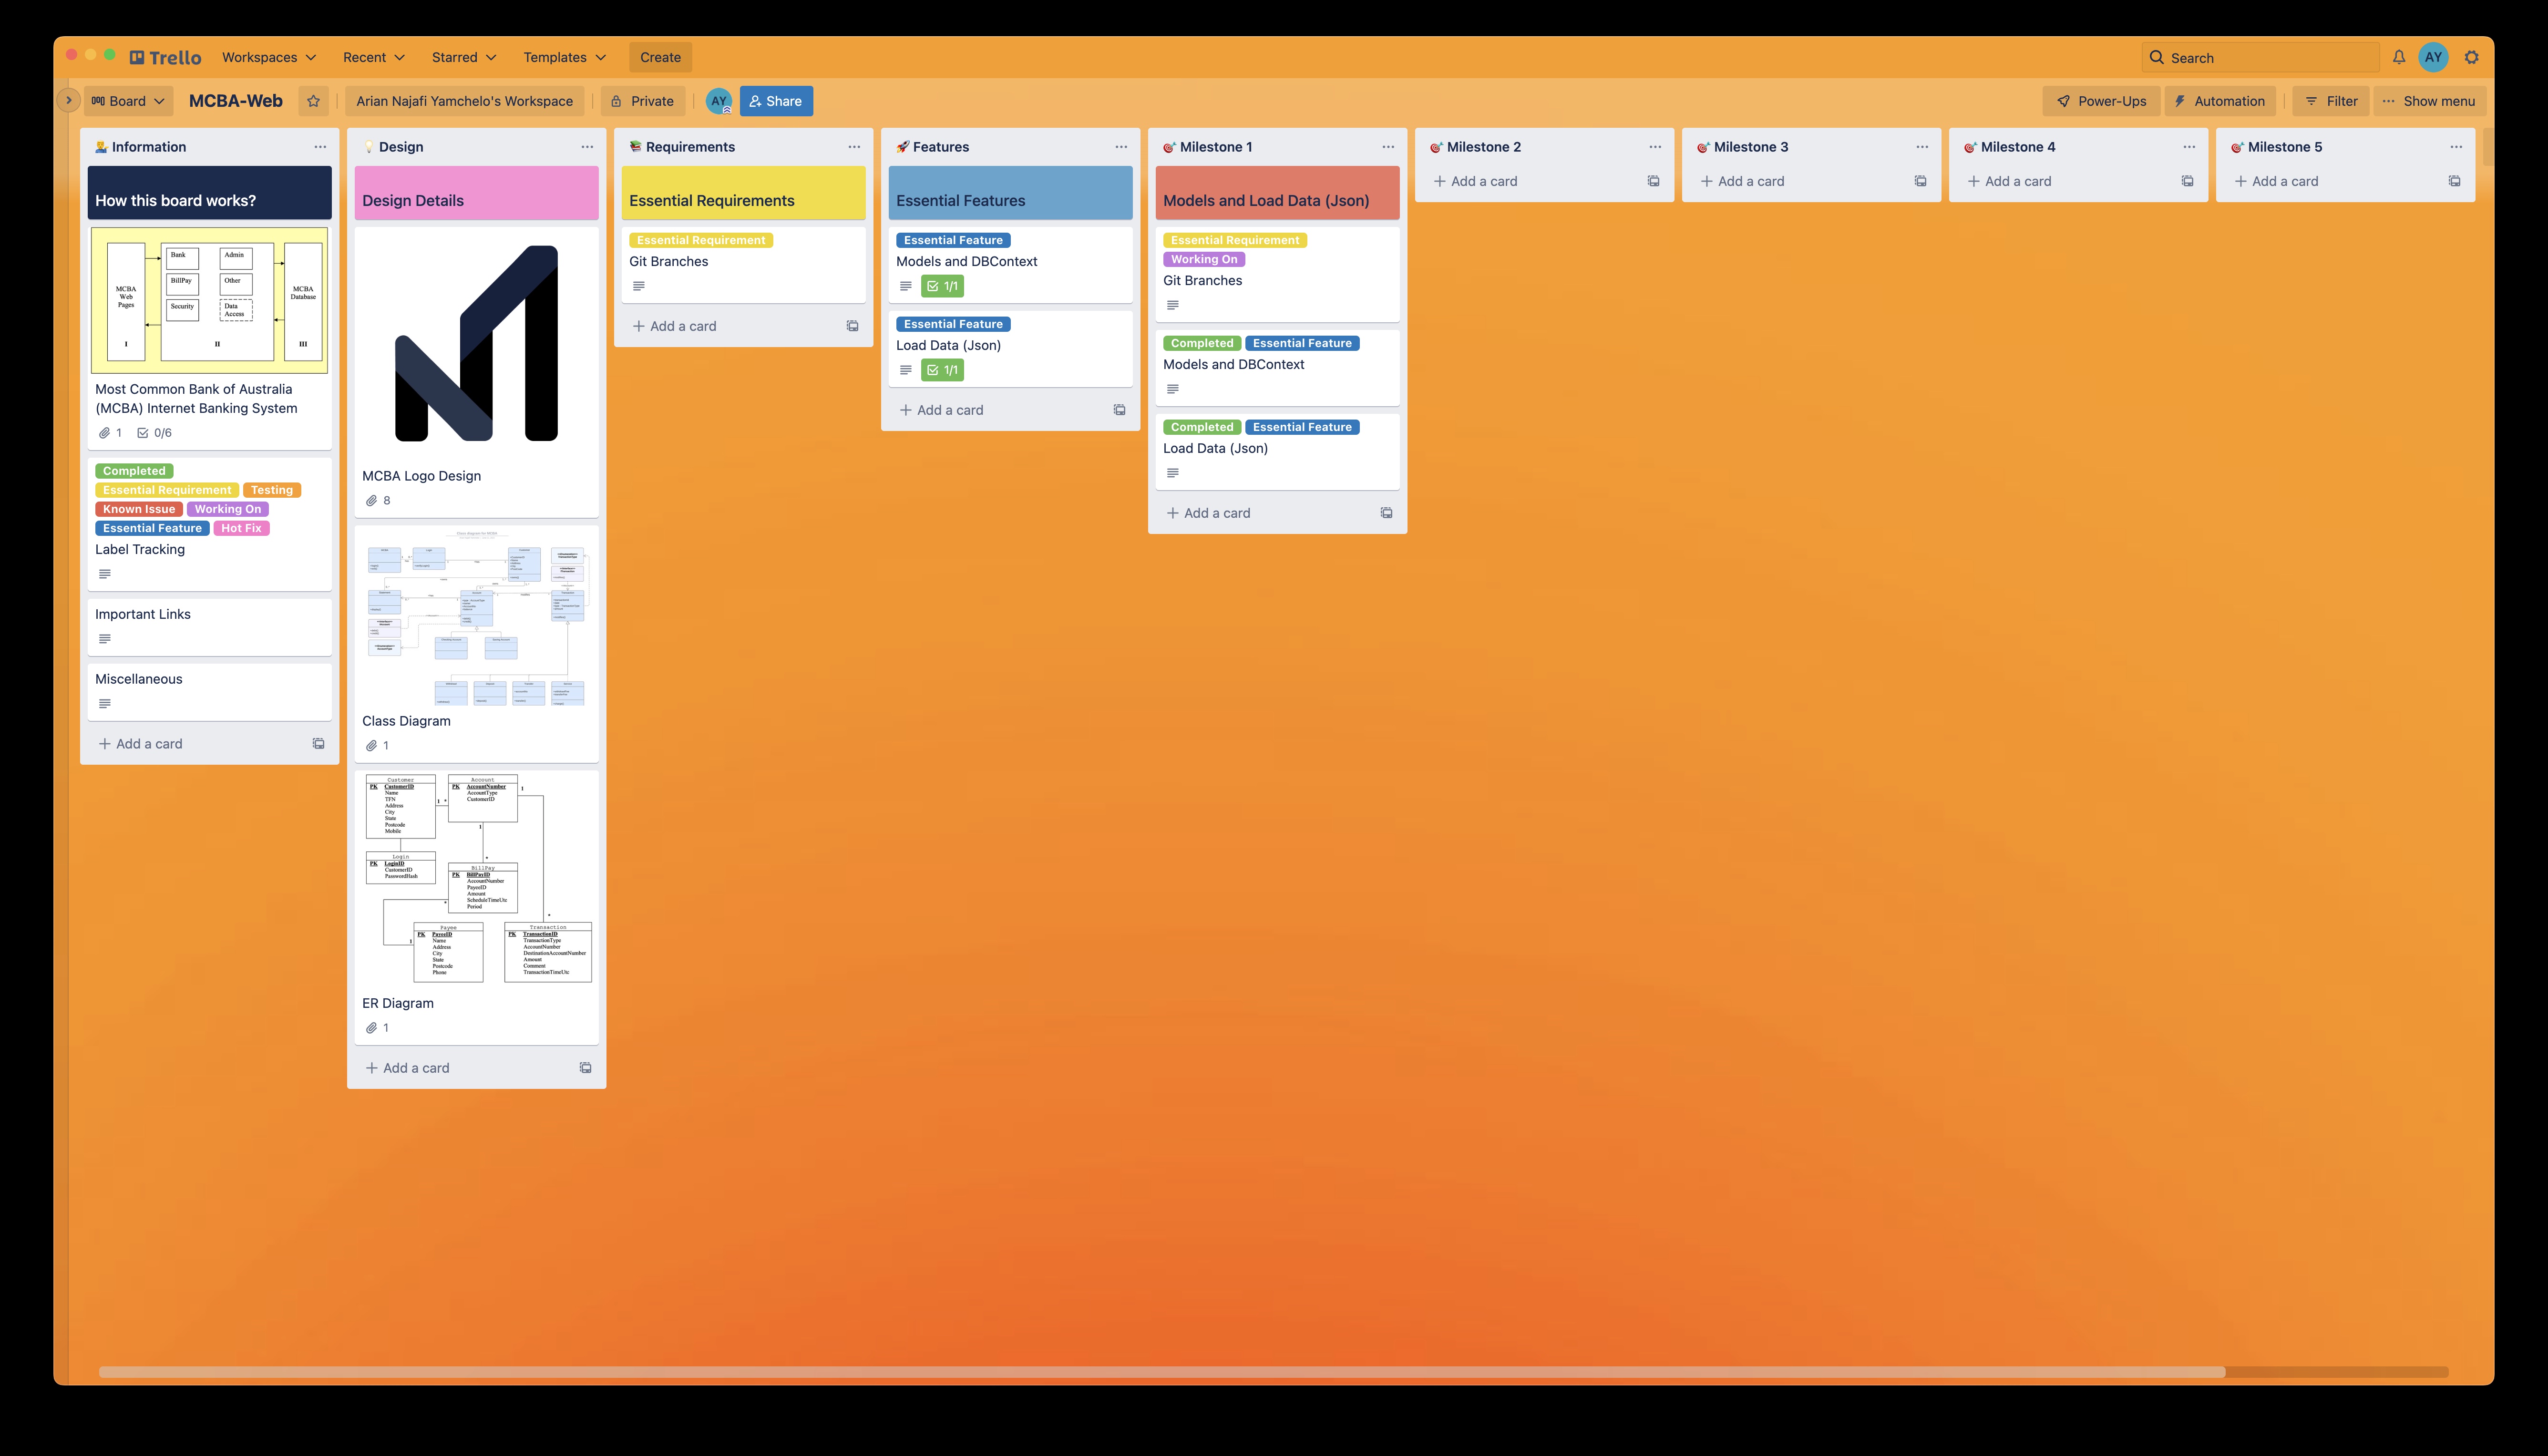 Trello
Workspaces
Recent
Starred
Templates
Create
Search
AY
Board
MCBA-Web
Arian Najafi Yamchelo's Workspace
Private
AY
Share
Power-Ups
Automation
Filter
Show menu
Information
How this board works?
MCBA
Web
Pages
I
Bank
Admin
BillPay
Other
Security
Data
Access
II
MCBA
Database
III
Most Common Bank of Australia
(MCBA) Internet Banking System
1
0/6
Completed
Essential Requirement Testing
Known Issue Working On
Essential Feature Hot Fix
Label Tracking
Important Links
Miscellaneous
Add a card
Design
Design Details
MCBA Logo Design
8
Class Diagram
1
Customer
PK CustomerID
Name
TFN
Address
City
State
Postcode
Mobile
1 *
Account
PK AccountNumber
AccountType
CustomerID
1
1
Login
PK LoginID
CustomerID
PasswordHash
*
BillPay
PK BillPayID
AccountNumber
PayeeID
Amount
ScheduleTimeUtc
Period
*
*
1
Payee
PK PayeeID
Name
Address
City
State
Postcode
Phone
Transaction
PK TransactionID
TransactionType
AccountNumber
DestinationAccountNumber
Amount
Comment
TransactionTimeUtc
ER Diagram
1
Add a card
Requirements
Essential Requirements
Essential Requirement
Git Branches
Add a card
Features
Essential Features
Essential Feature
Models and DBContext
1/1
Essential Feature
Load Data (Json)
1/1
Add a card
Milestone 1
Models and Load Data (Json)
Essential Requirement
Working On
Git Branches
Completed Essential Feature
Models and DBContext
Completed Essential Feature
Load Data (Json)
Add a card
Milestone 2
Add a card
Milestone 3
Add a card
Milestone 4
Add a card
Milestone 5
Add a card